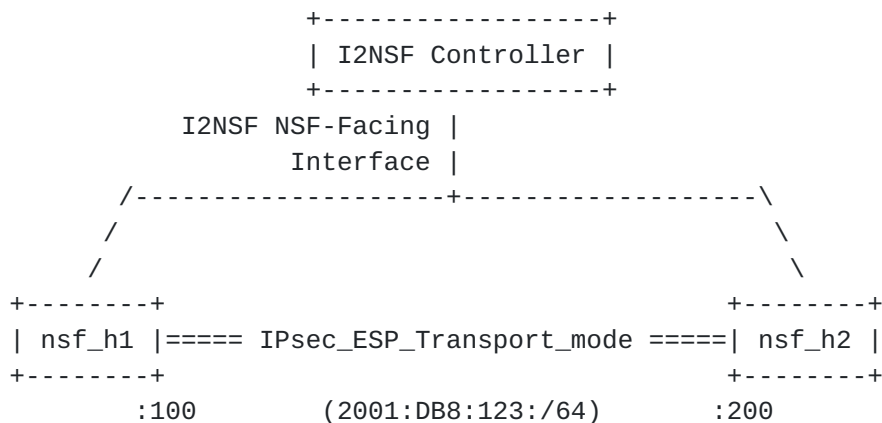 +------------------+
| I2NSF Controller |
+------------------+
I2NSF NSF-Facing |
Interface |
/--------------------+-------------------\
/ \
/ \
+--------+ +--------+
| nsf_h1 |===== IPsec_ESP_Transport_mode =====| nsf_h2 |
+--------+ +--------+
:100 (2001:DB8:123:/64) :200